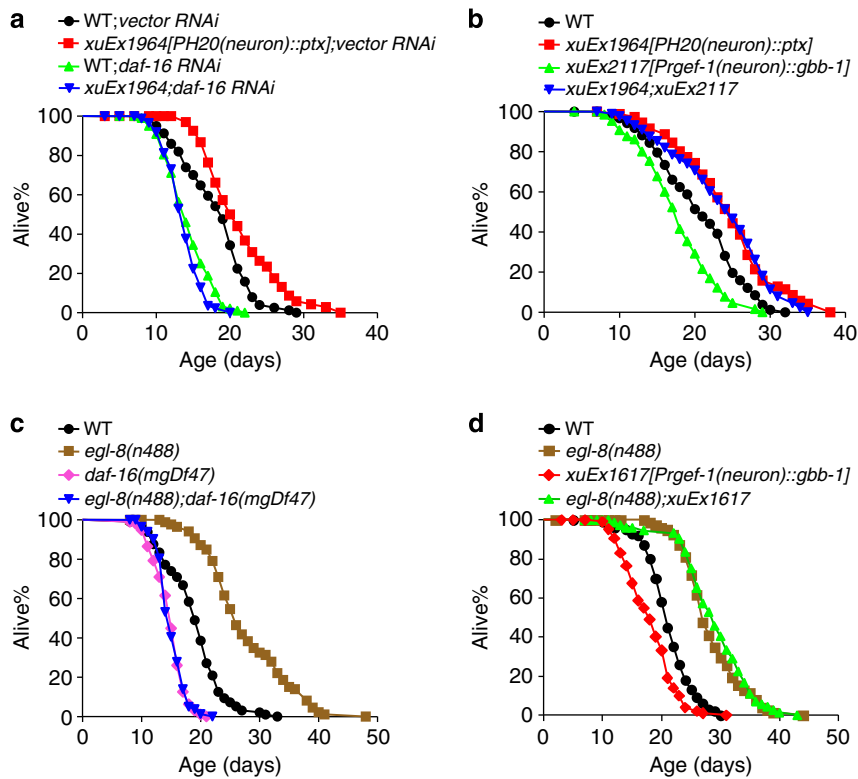 a
WT;vector RNAi
xuEx1964[PH20(neuron)::ptx];vector RNAi
WT;daf-16 RNAi
xuEx1964;daf-16 RNAi
100
80
60
40
20
0
Alive%
0 10 20 30 40
Age (days)
b
WT
xuEx1964[PH20(neuron)::ptx]
xuEx2117[Prgef-1(neuron)::gbb-1]
xuEx1964;xuEx2117
100
80
60
40
20
0
Alive%
0 10 20 30 40
Age (days)
c
WT
egl-8(n488)
daf-16(mgDf47)
egl-8(n488);daf-16(mgDf47)
100
80
60
40
20
0
Alive%
0 10 20 30 40 50
Age (days)
d
WT
egl-8(n488)
xuEx1617[Prgef-1(neuron)::gbb-1]
egl-8(n488);xuEx1617
100
80
60
40
20
0
Alive%
0 10 20 30 40 50
Age (days)